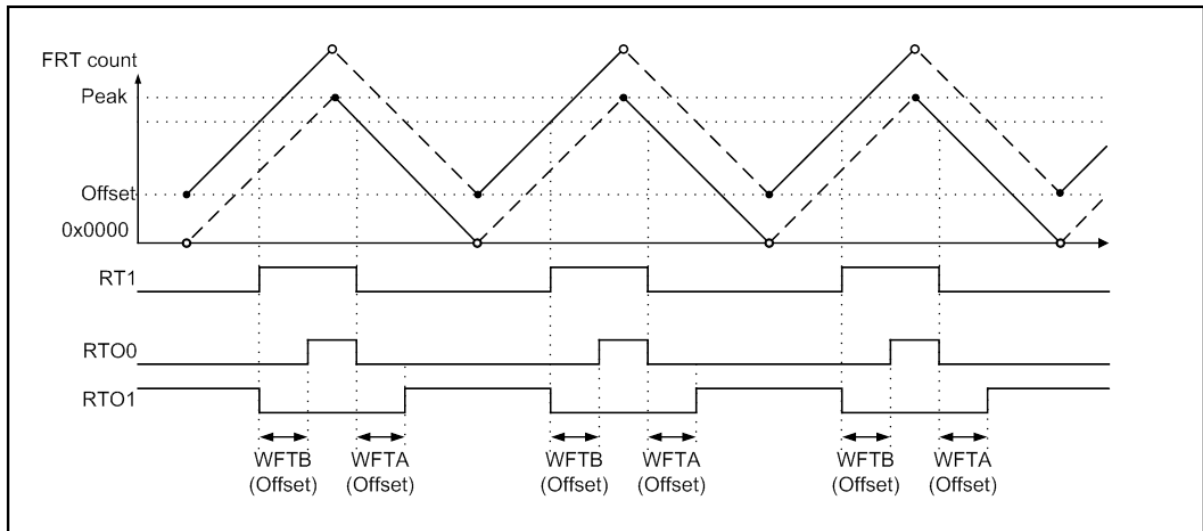 FRT count
Peak
Offset
0x0000
RT1
RTO0
RTO1
WFTB WFTA WFTB WFTA WFTB WFTA
(Offset) (Offset) (Offset) (Offset) (Offset) (Offset)